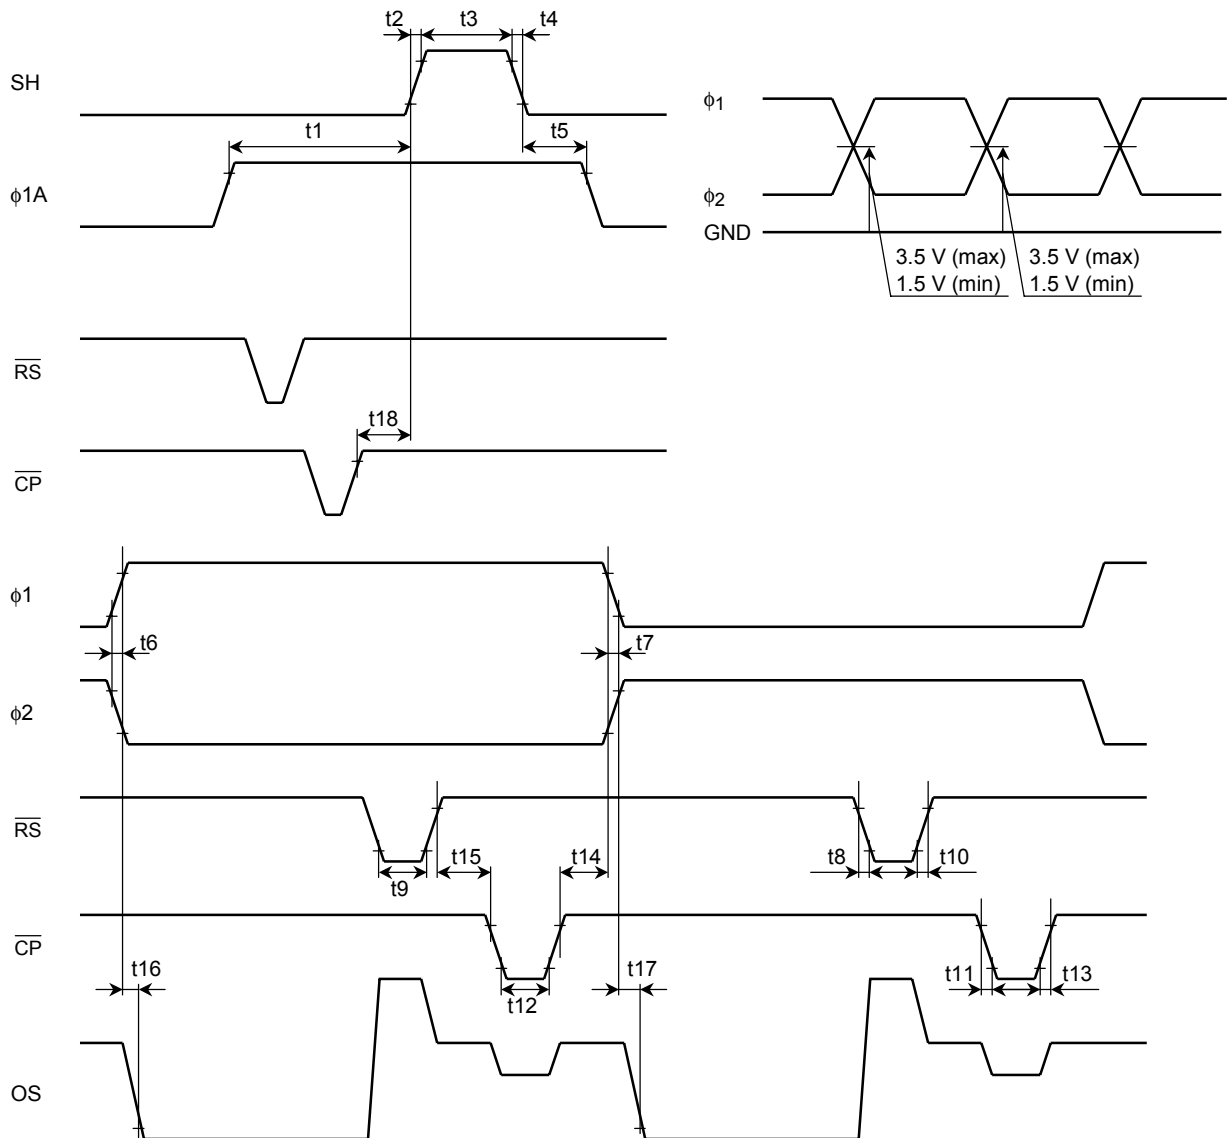 t2 t3 t4
SH
t1 t5
ϕ1A
RS
t18
CP
ϕ1
ϕ2
GND
3.5 V (max) 3.5 V (max)
1.5 V (min) 1.5 V (min)
ϕ1
t6 t7
ϕ2
RS
t15 t14 t8 t10
t9
CP
t16 t17 t11 t13
t12
OS